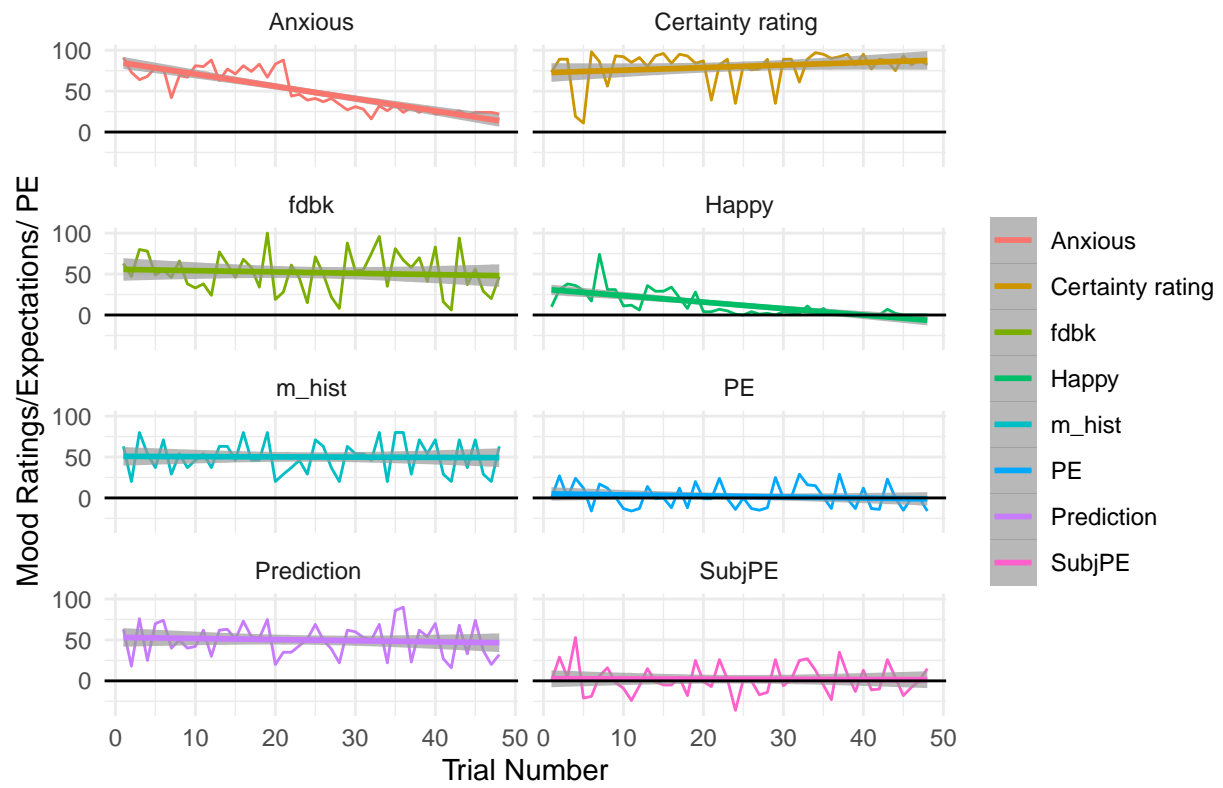 Anxious
Certainty rating
100
50
0
fdbk
Happy
100
50
0
m_hist
PE
100
50
0
Prediction
SubjPE
100
50
0
0 10 20 30 40 50 0 10 20 30 40 50
Trial Number
Mood Ratings/Expectations/ PE
Anxious
Certainty rating
fdbk
Happy
m_hist
PE
Prediction
SubjPE